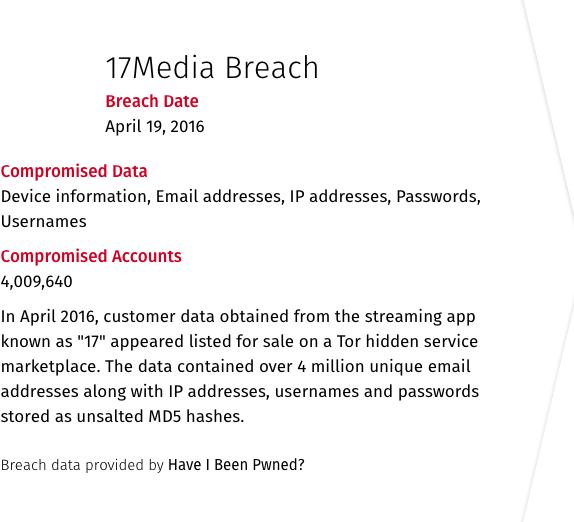 17Media Breach
Breach Date
April 19, 2016
Compromised Data
Device information, Email addresses, IP addresses, Passwords,
Usernames
Compromised Accounts
4,009,640
In April 2016, customer data obtained from the streaming app
known as "17" appeared listed for sale on a Tor hidden service
marketplace. The data contained over 4 million unique email
addresses along with IP addresses, usernames and passwords
stored as unsalted MD5 hashes.
Breach data provided by Have I Been Pwned?